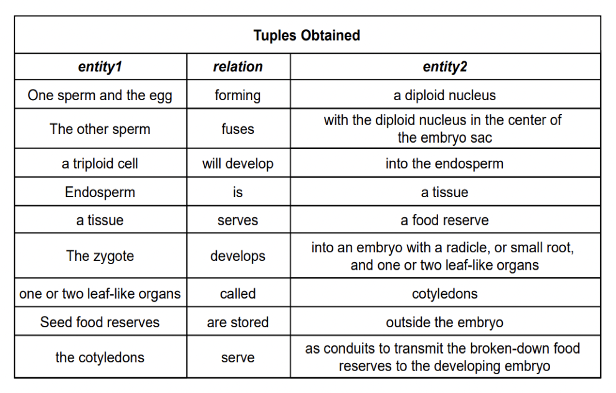 Tuples Obtained
entity1 relation entity2
One sperm and the egg forming a diploid nucleus
The other sperm fuses with the diploid nucleus in the center of
the embryo sac
a triploid cell will develop into the endosperm
Endosperm is a tissue
a tissue serves a food reserve
The zygote develops into an embryo with a radicle, or small root,
and one or two leaf-like organs
one or two leaf-like organs called cotyledons
Seed food reserves are stored outside the embryo
the cotyledons serve as conduits to transmit the broken-down food
reserves to the developing embryo